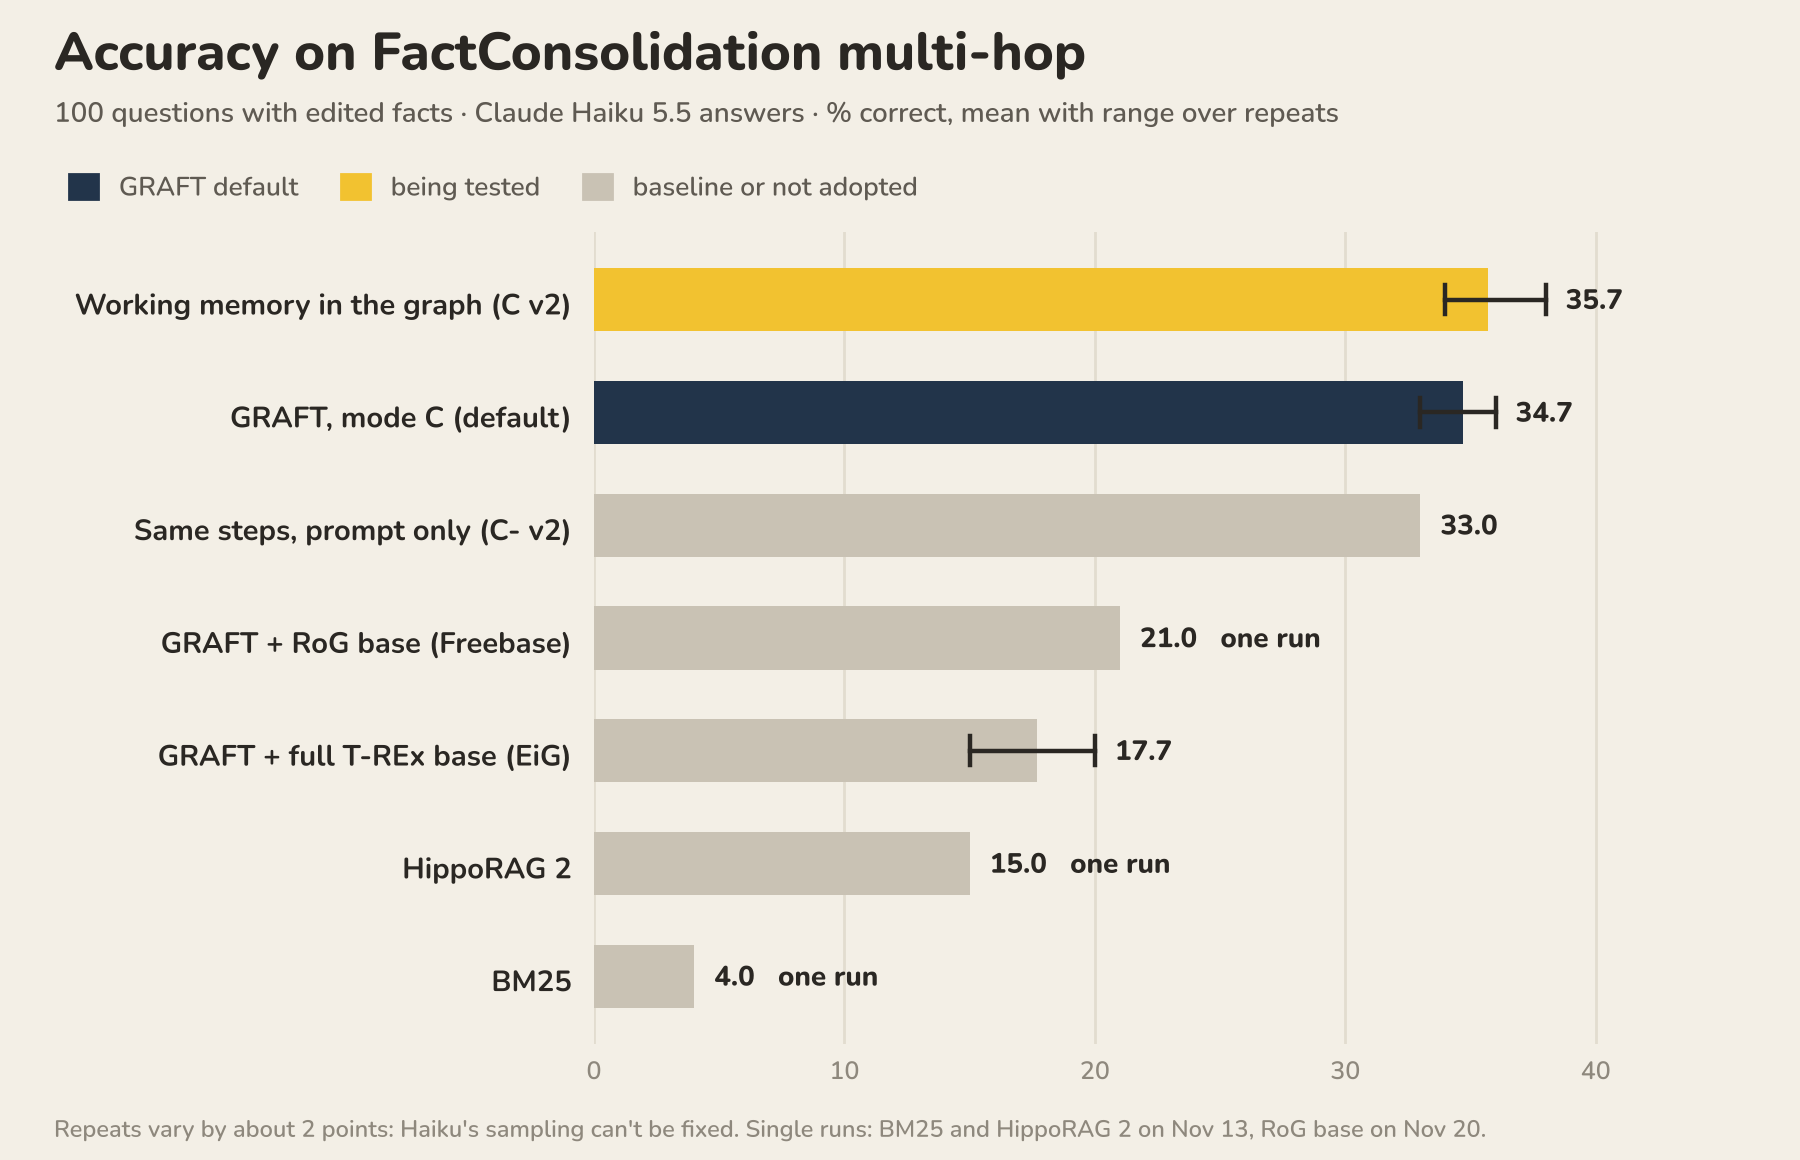 Accuracy on FactConsolidation multi-hop
100 questions with edited facts · Claude Haiku 5.5 answers · % correct, mean with range over repeats
GRAFT default
being tested
baseline or not adopted
Working memory in the graph (C v2)
35.7
GRAFT, mode C (default)
34.7
Same steps, prompt only (C- v2)
33.0
GRAFT + RoG base (Freebase)
21.0 one run
GRAFT + full T-REx base (EiG)
17.7
HippoRAG 2
15.0 one run
BM25
4.0 one run
0 10 20 30 40
Repeats vary by about 2 points: Haiku's sampling can't be fixed. Single runs: BM25 and HippoRAG 2 on Nov 13, RoG base on Nov 20.